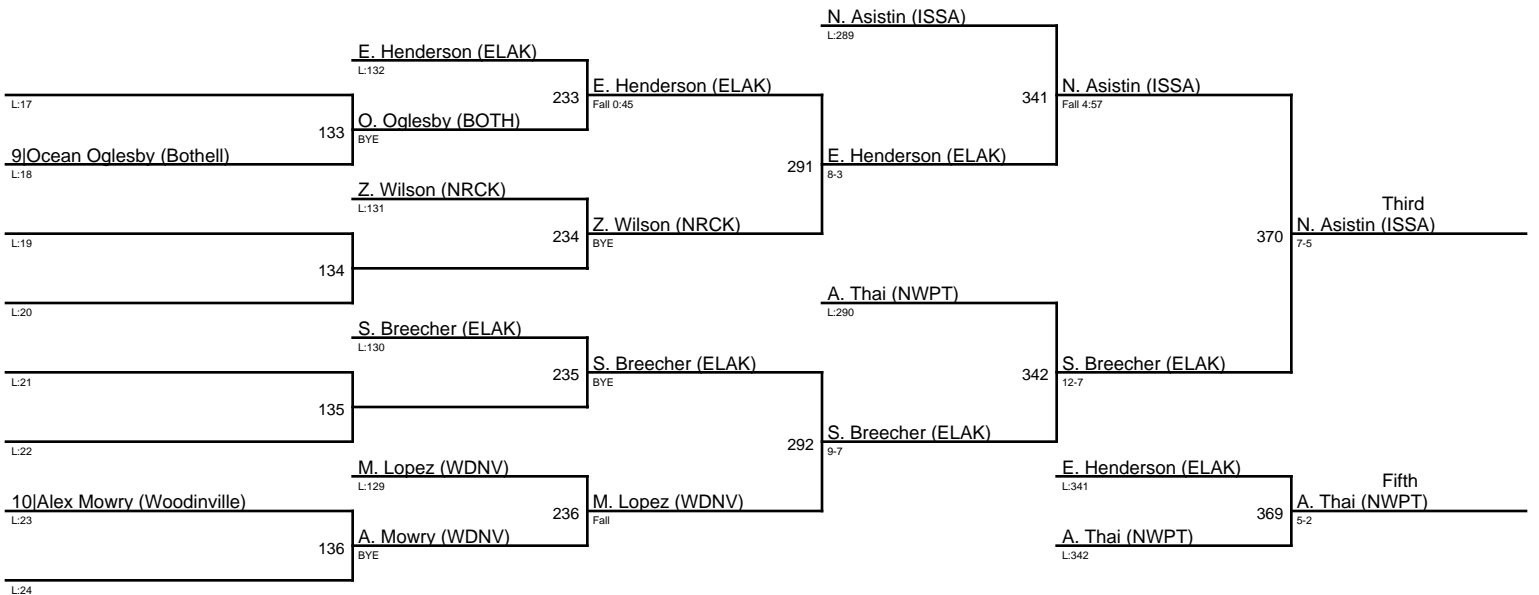 N. Asistin (ISSA)
L:289
E. Henderson (ELAK)
L:132
E. Henderson (ELAK)
Fall 0:45
N. Asistin (ISSA)
Fall 4:57
L:17
233
341
O. Oglesby (BOTH)
BYE
133
9|Ocean Oglesby (Bothell)
L:18
E. Henderson (ELAK)
8-3
291
Z. Wilson (NRCK)
L:131
Third
Z. Wilson (NRCK)
BYE
N. Asistin (ISSA)
7-5
L:19
234
370
134
A. Thai (NWPT)
L:290
L:20
S. Breecher (ELAK)
L:130
S. Breecher (ELAK)
BYE
S. Breecher (ELAK)
12-7
L:21
235
342
135
S. Breecher (ELAK)
9-7
L:22
292
M. Lopez (WDNV)
L:129
E. Henderson (ELAK)
L:341
Fifth
10|Alex Mowry (Woodinville)
L:23
M. Lopez (WDNV)
Fall
A. Thai (NWPT)
5-2
236
369
A. Mowry (WDNV)
BYE
A. Thai (NWPT)
L:342
136
L:24